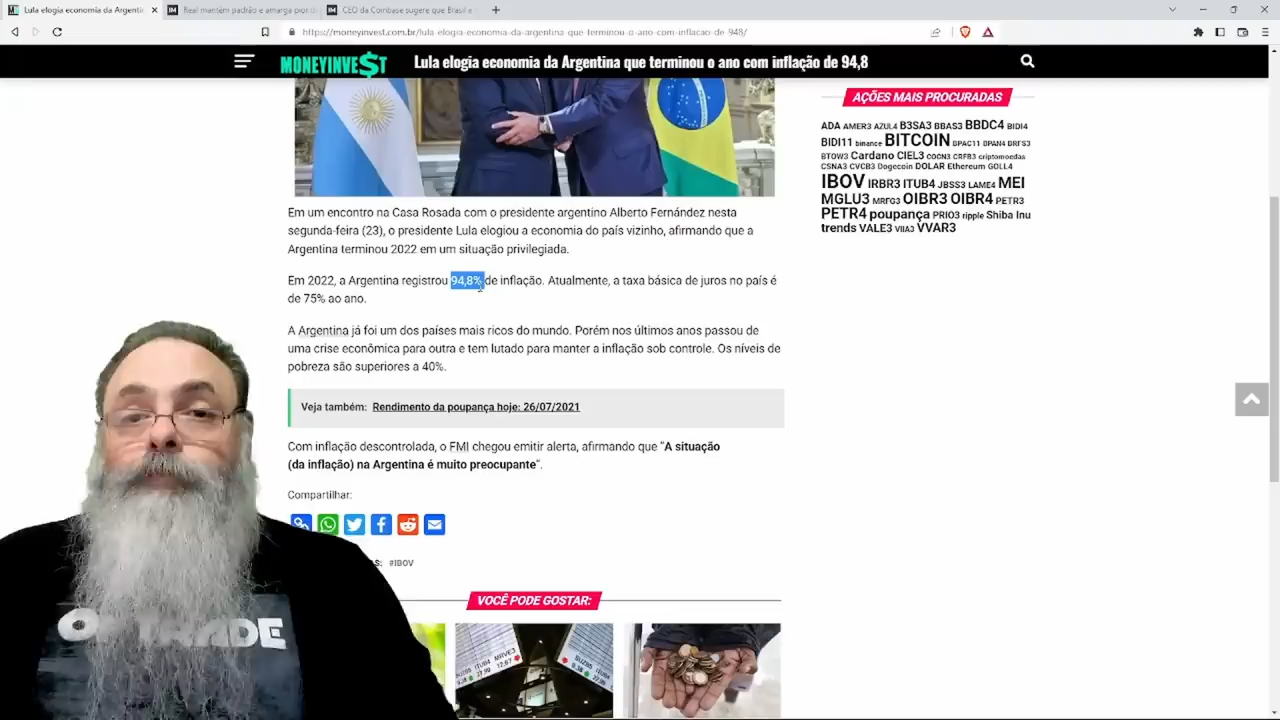 Lula elogia economia da Argentin
Real mantém padrão e amarga pior d
CEO da Coinbase sugere que Brasil e
https://moneyinvest.com.br/lula-elogia-economia-da-argentina-que-terminou-o-ano-com-inflacao-de-948/
MONEYINVE$T
Lula elogia economia da Argentina que terminou o ano com inflação de 94,8
AÇÕES MAIS PROCURADAS
ADA AMER3 AZUL4 B3SA3 BBAS3 BBDC4 BIDI4
BIDI11 binance BITCOIN BPAC11 BPAN4 BRFS3
BTOW3 Cardano CIEL3 COGN3 CRFB3 criptomoedas
CSNA3 CVCB3 Dogecoin DOLAR Ethereum GOLL4
IBOV IRBR3 ITUB4 JBSS3 LAME4 MEI
MGLU3 MRFG3 OIBR3 OIBR4 PETR3
PETR4 poupança PRIO3 ripple Shiba Inu
trends VALE3 VIIA3 VVAR3
Em um encontro na Casa Rosada com o presidente argentino Alberto Fernández nesta
segunda-feira (23), o presidente Lula elogiou a economia do país vizinho, afirmando que a
Argentina terminou 2022 em um situação privilegiada.
Em 2022, a Argentina registrou 94,8% de inflação. Atualmente, a taxa básica de juros no país é
de 75% ao ano.
A Argentina já foi um dos países mais ricos do mundo. Porém nos últimos anos passou de
uma crise econômica para outra e tem lutado para manter a inflação sob controle. Os níveis de
pobreza são superiores a 40%.
Veja também: Rendimento da poupança hoje: 26/07/2021
Com inflação descontrolada, o FMI chegou emitir alerta, afirmando que "A situação
(da inflação) na Argentina é muito preocupante".
Compartilhar:
S: #IBOV
VOCÊ PODE GOSTAR: